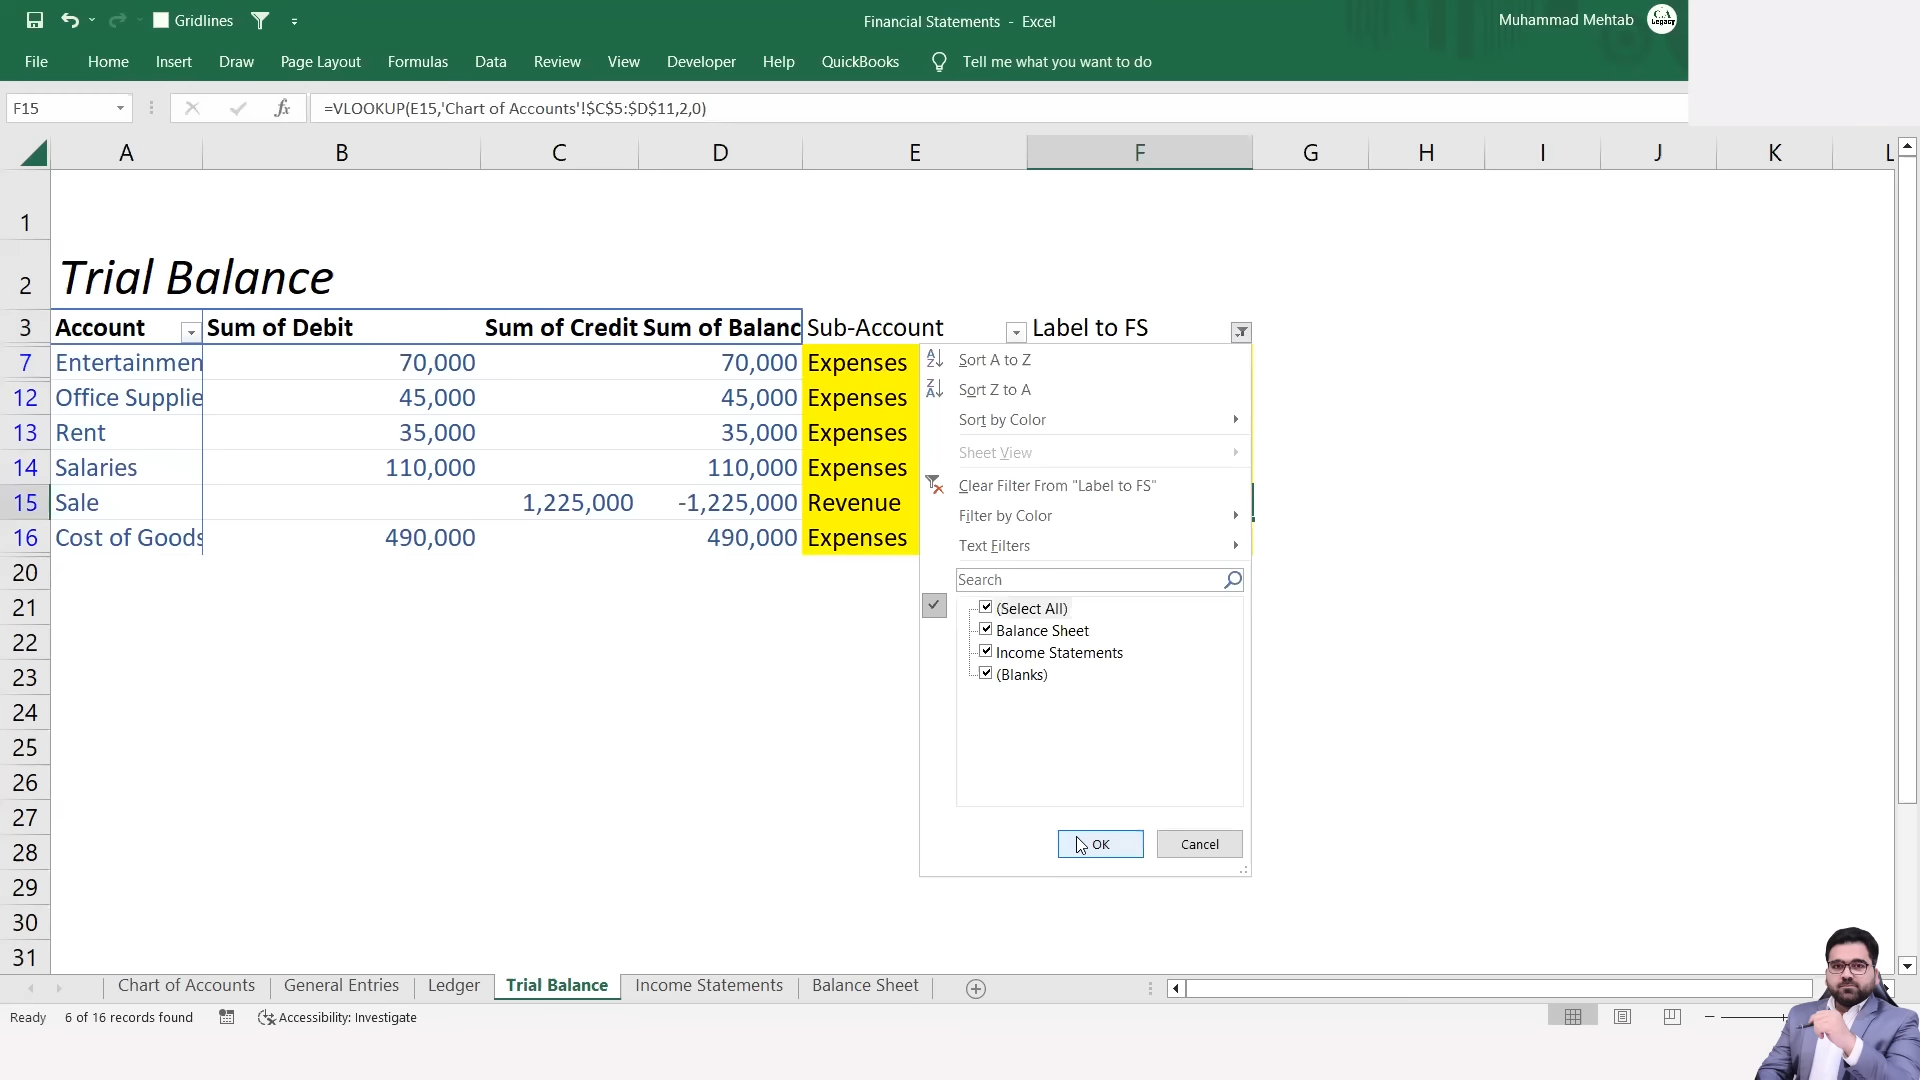 Gridlines
Financial Statements - Excel
Muhammad Mehtab
C.A
Legacy
File Home Insert Draw Page Layout Formulas Data Review View Developer Help QuickBooks Tell me what you want to do
F15 fx =VLOOKUP(E15,'Chart of Accounts'!$C$5:$D$11,2,0)
A B C D E F G H I J K L
1
2 Trial Balance
3 Account Sum of Debit Sum of Credit Sum of Balanc Sub-Account Label to FS
7 Entertainmen 70,000 70,000 Expenses
12 Office Supplie 45,000 45,000 Expenses
13 Rent 35,000 35,000 Expenses
14 Salaries 110,000 110,000 Expenses
15 Sale 1,225,000 -1,225,000 Revenue
16 Cost of Goods 490,000 490,000 Expenses
20
21
22
23
24
25
26
27
28
29
30
31
Sort A to Z
Sort Z to A
Sort by Color
Sheet View
Clear Filter From "Label to FS"
Filter by Color
Text Filters
Search
(Select All)
Balance Sheet
Income Statements
(Blanks)
OK Cancel
Chart of Accounts General Entries Ledger Trial Balance Income Statements Balance Sheet
Ready 6 of 16 records found Accessibility: Investigate